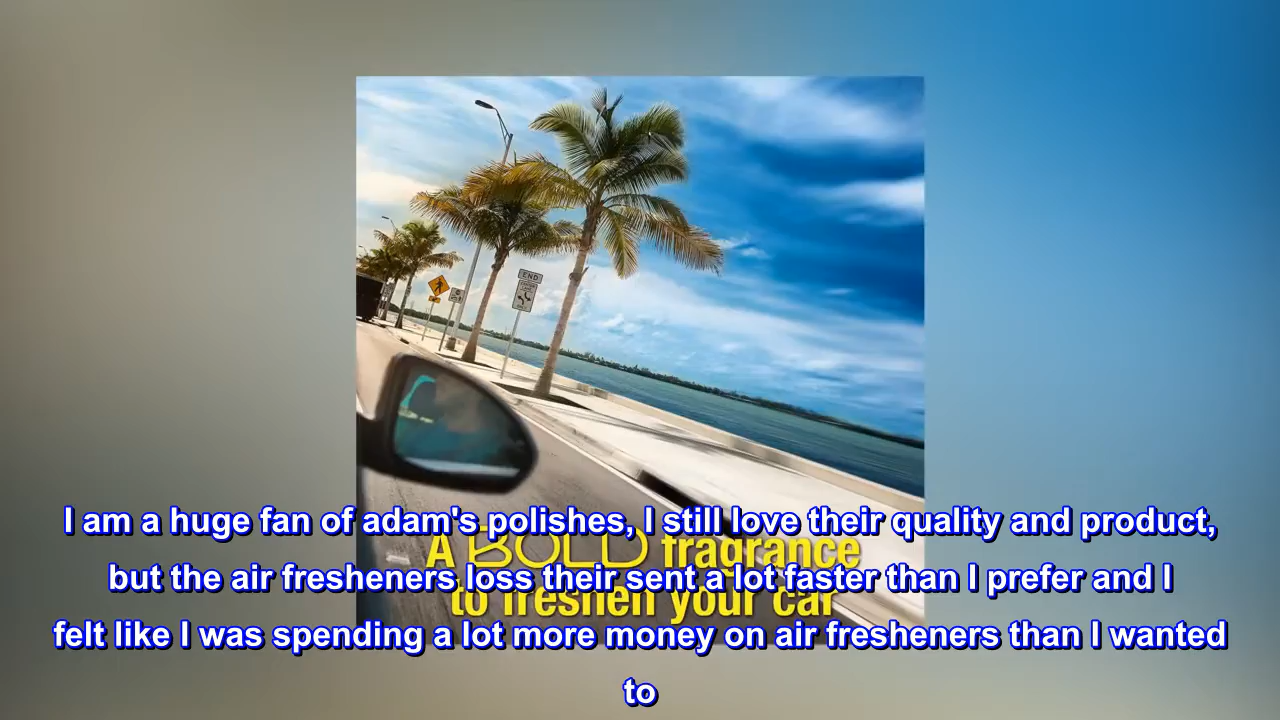 END
I am a huge fan of adam's polishes, I still love their quality and product,
A BOLD fragrance
but the air fresheners loss their sent a lot faster than I prefer and I
to freshen your car
felt like I was spending a lot more money on air fresheners than I wanted
to